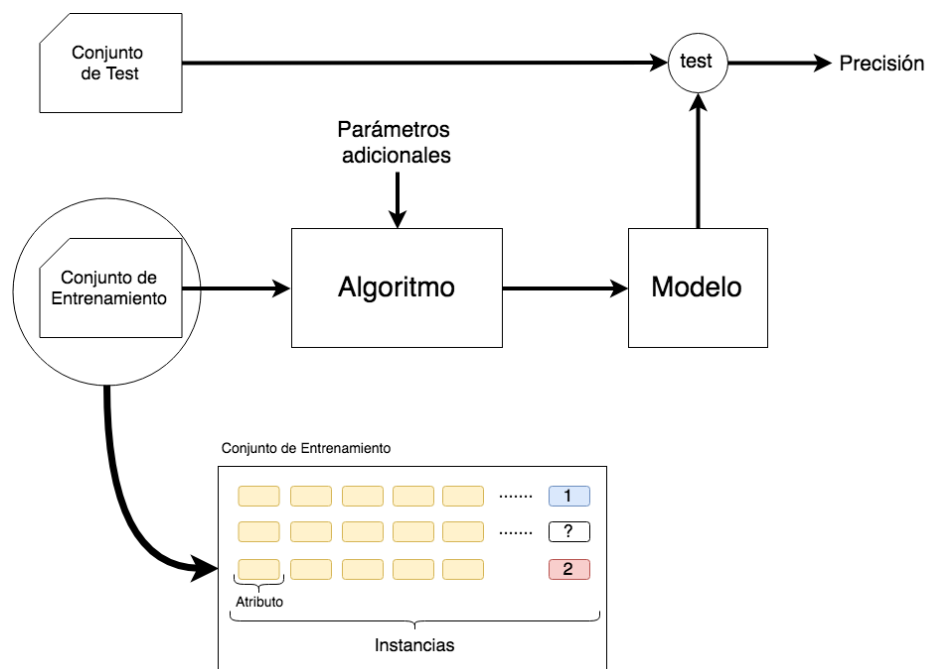 Conjunto
de Test
test
Precisión
Parámetros
adicionales
Conjunto de
Entrenamiento
Algoritmo
Modelo
Conjunto de Entrenamiento
....... 1
....... ?
2
Atributo
Instancias